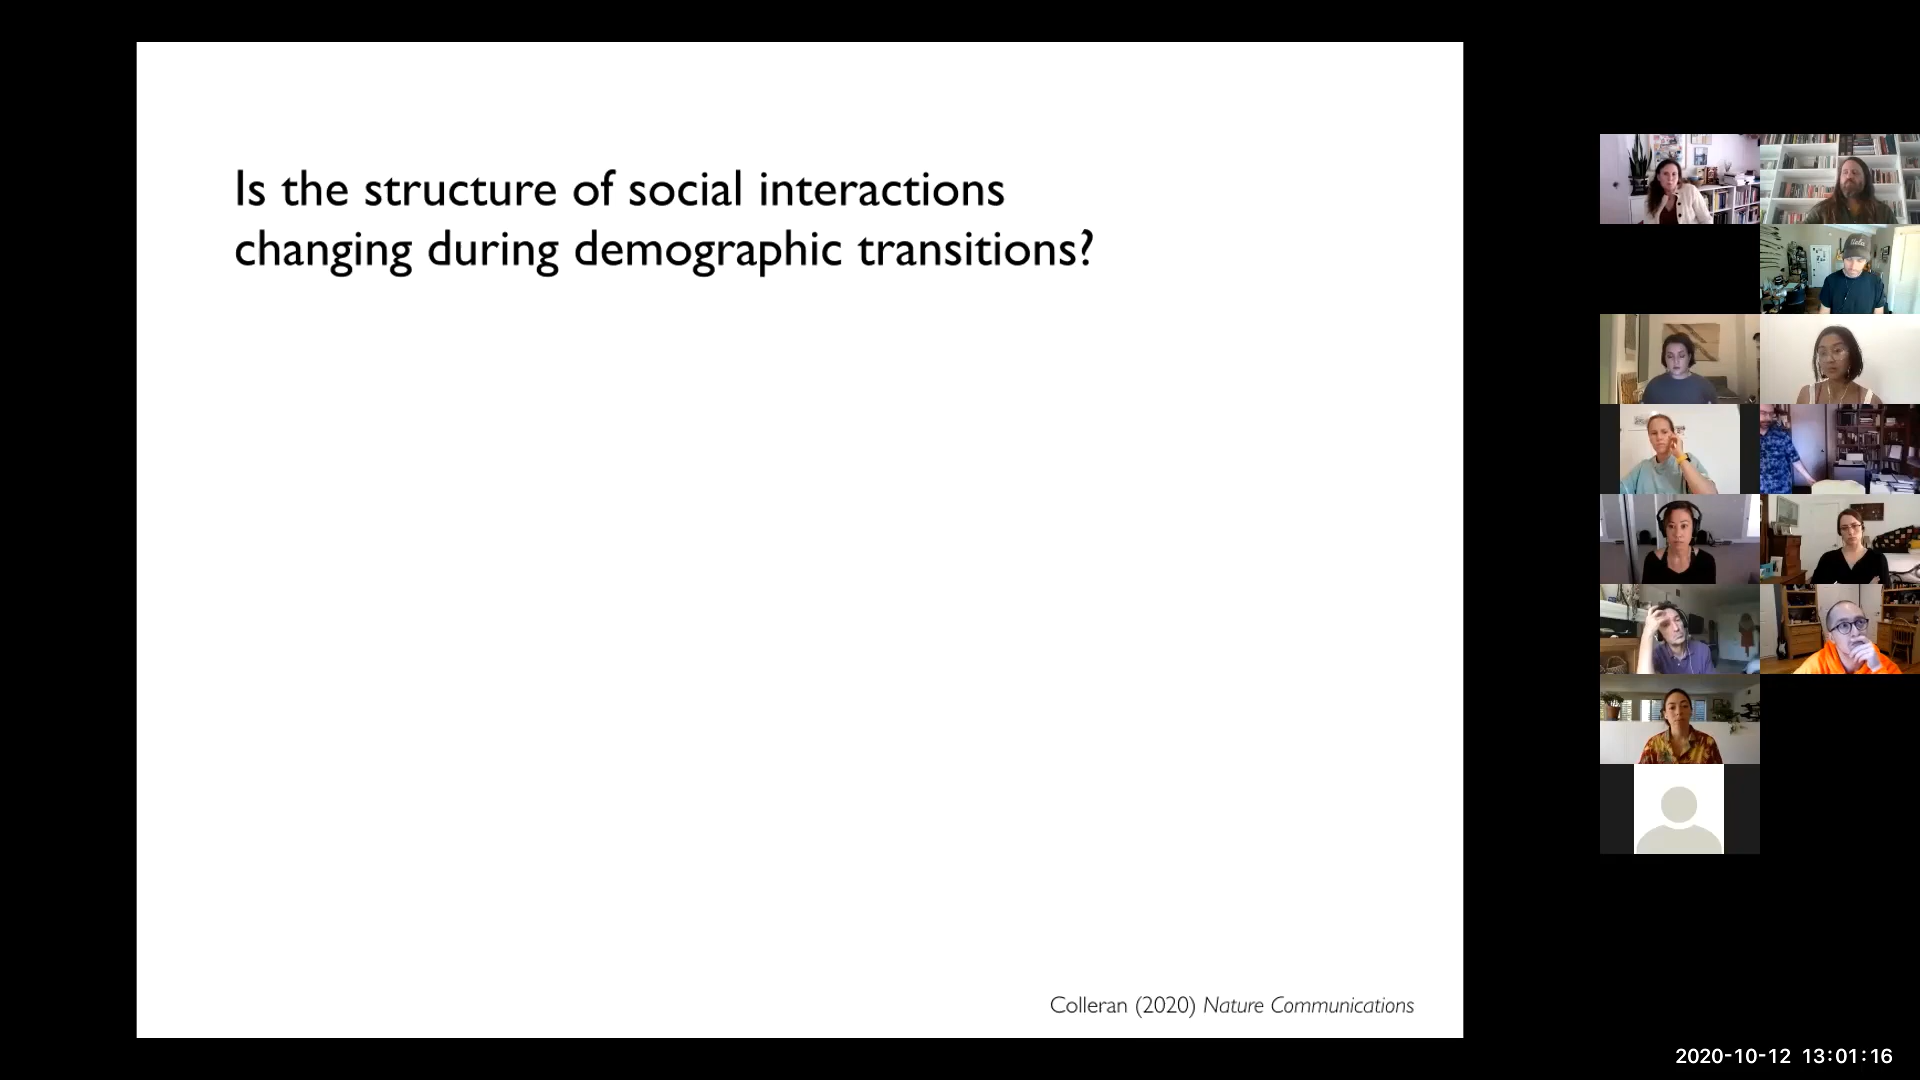 Is the structure of social interactions
changing during demographic transitions?
Colleran (2020) Nature Communications
2020-10-12 13:01:16